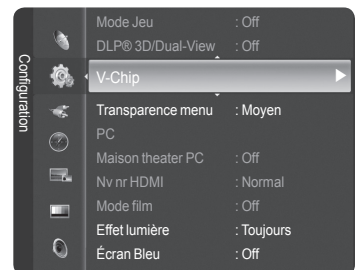 Configuration
Mode Jeu : Off
DLP® 3D/Dual-View : Off
V-Chip
Transparence menu : Moyen
PC
Maison theater PC : Off
Nv nr HDMI : Normal
Mode film : Off
Effet lumière : Toujours
Écran Bleu : Off